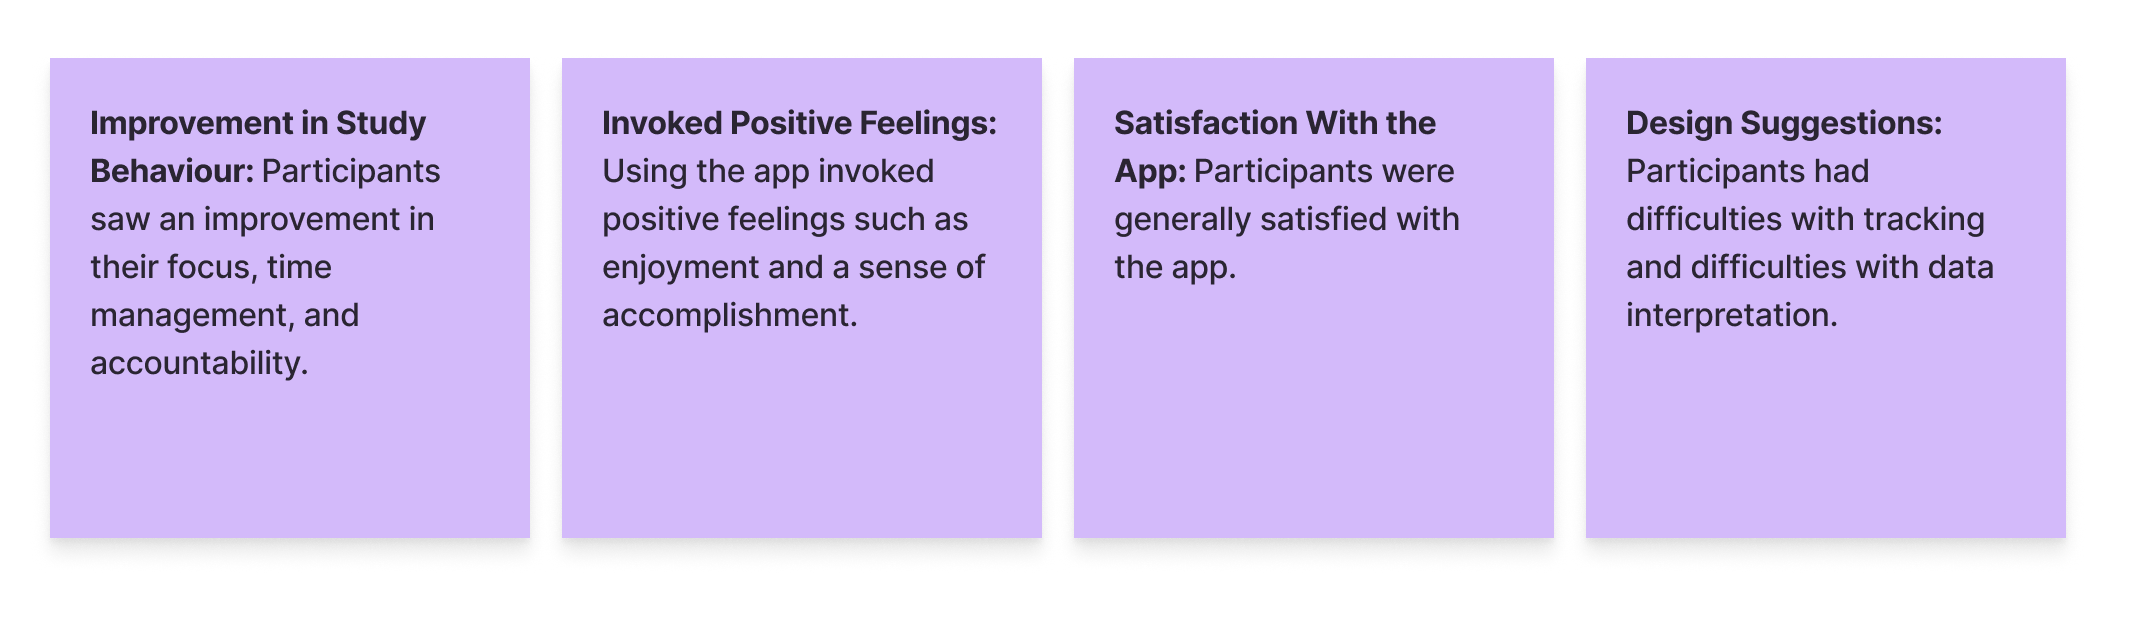 Improvement in Study
Behaviour: Participants
saw an improvement in
their focus, time
management, and
accountability.
Invoked Positive Feelings:
Using the app invoked
positive feelings such as
enjoyment and a sense of
accomplishment.
Satisfaction With the
App: Participants were
generally satisfied with
the app.
Design Suggestions:
Participants had
difficulties with tracking
and difficulties with data
interpretation.